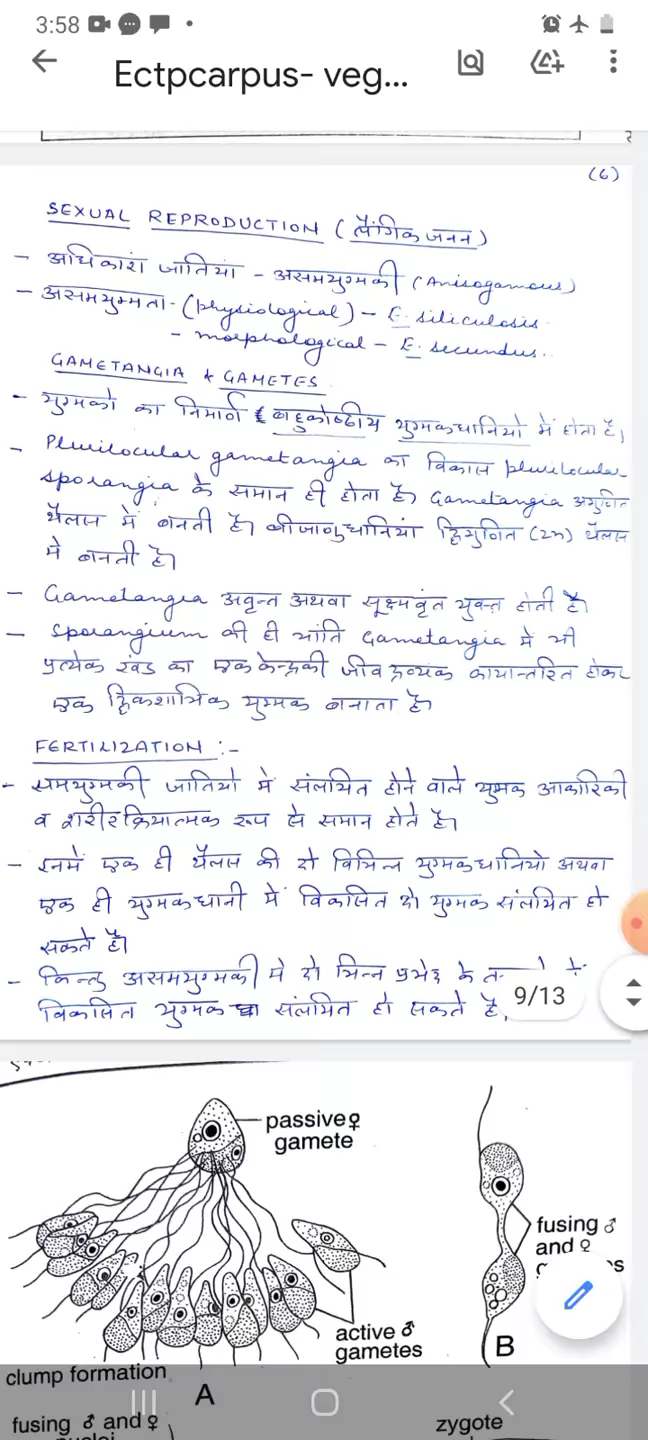 3:58
Ectpcarpus- veg...
(6)
SEXUAL REPRODUCTION (लैंगिक जनन)
- अधिकांश जातियां - असमयुग्मकी (Anisogamous)
- असमयुग्मता - (physiological) - E. siliculosis.
- morphological - E. secundus..
GAMETANGIA & GAMETES
- युग्मको का निर्माण बहुकोष्ठीय युग्मकधानियो में होता है।
- Plurilocular gametangia का विकास plurilocular
sporangia के समान ही होता है। Gametangia अगुणित
थैलस में बनती है। बीजाणुधानियां द्विगुणित (2n) थैलस
मे बनती है।
- Gametangia अवृन्त अथवा सूक्ष्मवृंत युक्त होती है
- Sporangium की ही भांति Gametangia मे भी
प्रत्येक खंड का एककेन्द्रकी जीवद्रव्यक कायान्तरित होकर
एक द्विकशाभिक युग्मक बनाता है।
FERTILIZATION :-
- समयुग्मकी जातियो मे संलयित होने वाले युग्मक आकारिकी
व शरीरक्रियात्मक रूप से समान होते है।
- इनमें एक ही थैलस की दो विभिन्न युग्मकधानियो अथवा
एक ही युग्मकधानी में विकसित दो युग्मक संलयित हो
सकते है।
- किन्तु असमयुग्मकी मे दो भिन्न प्रभेद के
विकसित युग्मक संलयित हो सकते है,
9/13
passive ♀
gamete
fusing ♂
and ♀
active ♂
gametes
B
clump formation
A
fusing ♂ and ♀
zygote